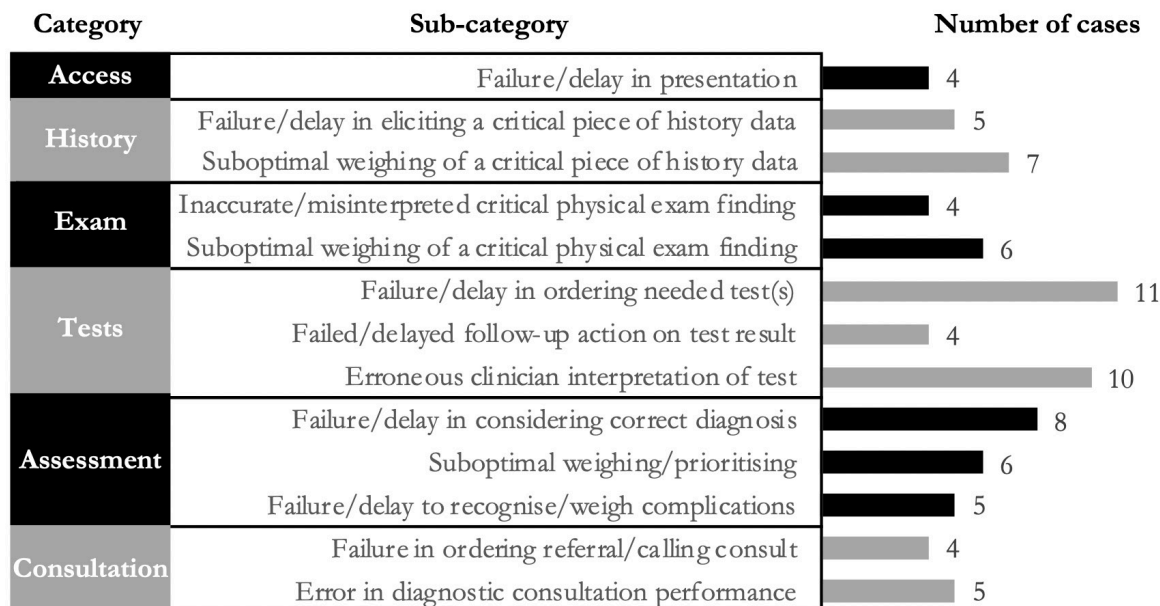 Category Sub-category Number of cases
Access Failure/delay in presentation 4
History
Failure/delay in eliciting a critical piece of history data 5
Suboptimal weighing of a critical piece of history data 7
Exam
Inaccurate/misinterpreted critical physical exam finding 4
Suboptimal weighing of a critical physical exam finding 6
Tests
Failure/delay in ordering needed test(s) 11
Failed/delayed follow-up action on test result 4
Erroneous clinician interpretation of test 10
Assessment
Failure/delay in considering correct diagnosis 8
Suboptimal weighing/prioritising 6
Failure/delay to recognise/weigh complications 5
Consultation
Failure in ordering referral/calling consult 4
Error in diagnostic consultation performance 5